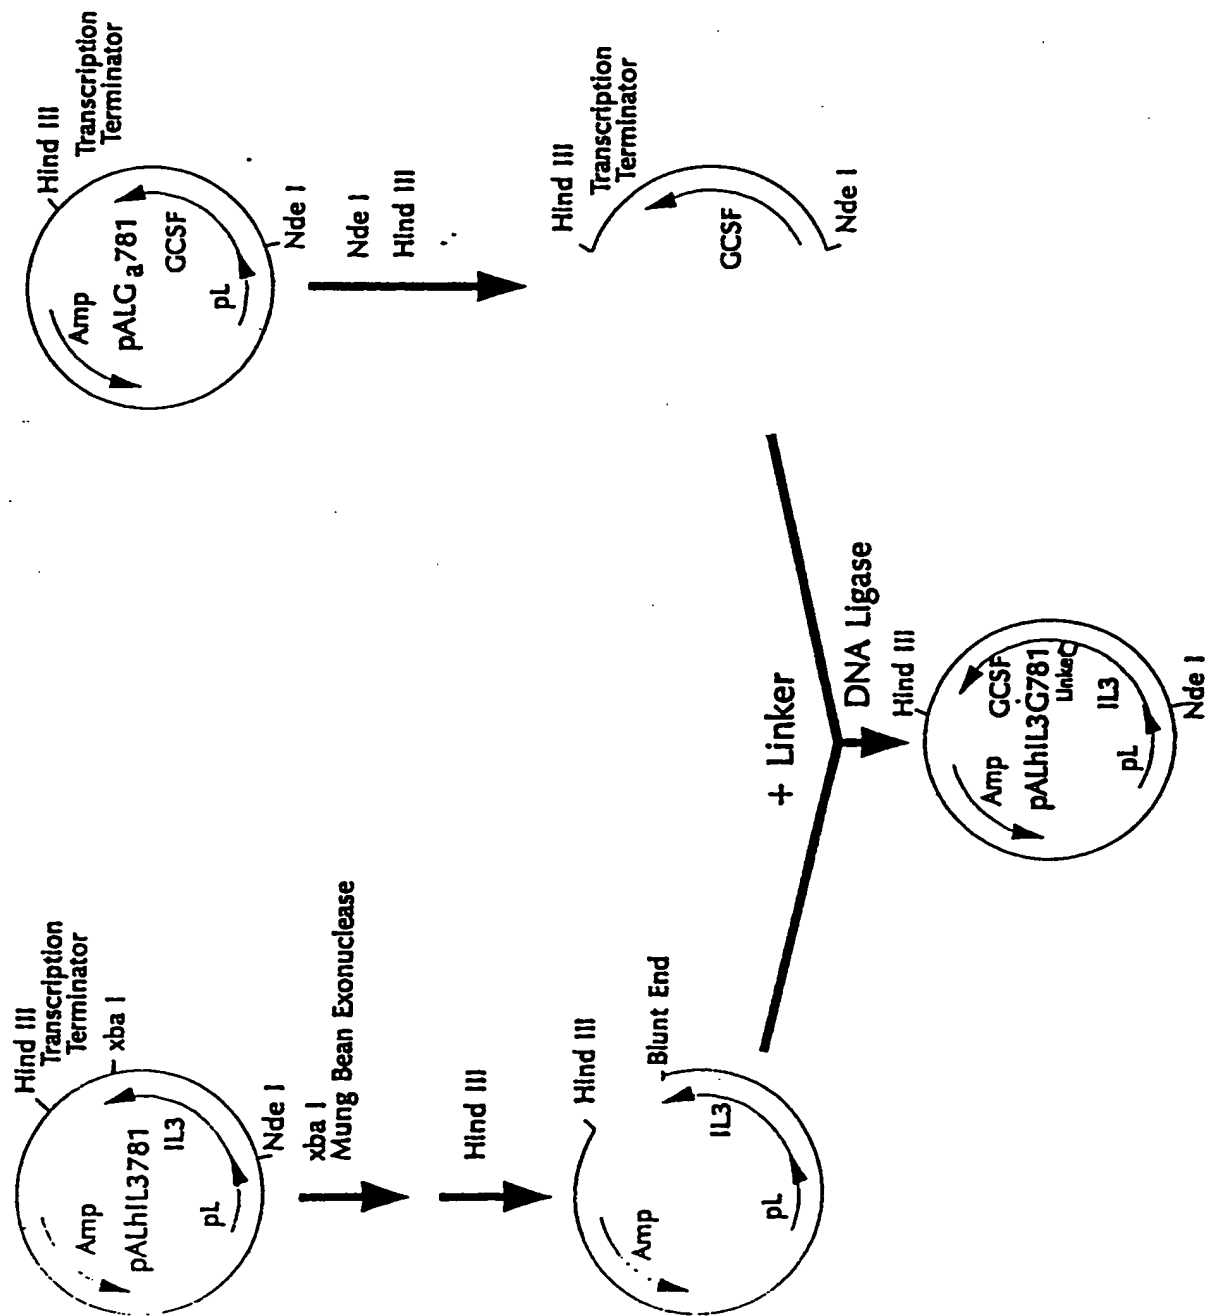 Hind III
Transcription
Terminator
xba I
Amp
pALhIL3781
IL3
pL
Nde I
xba I
Mung Bean Exonuclease
Hind III
Hind III
Blunt End
Amp
IL3
pL
Hind III
Transcription
Terminator
Amp
pALGa781
GCSF
pL
Nde I
Nde I
Hind III
Hind III
Transcription
Terminator
GCSF
Nde I
+ Linker
DNA Ligase
Hind III
Amp
GCSF
pALhIL3G781
Linker
IL3
pL
Nde I